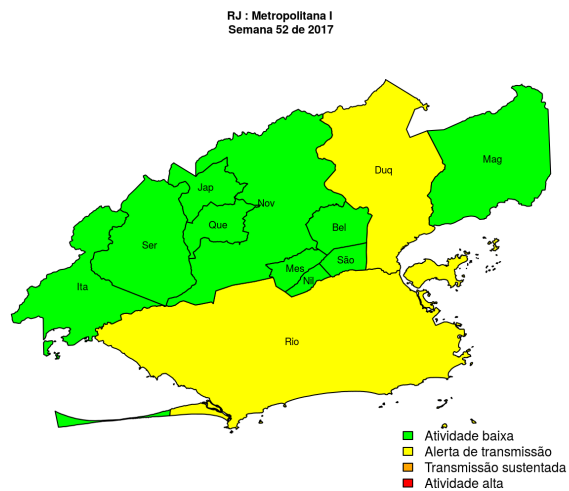 RJ : Metropolitana I
Semana 52 de 2017
Duq
Mag
Jap
Nov
Que
Bel
Ser
São
Mes
Nil
Ita
Rio
Atividade baixa
Alerta de transmissão
Transmissão sustentada
Atividade alta